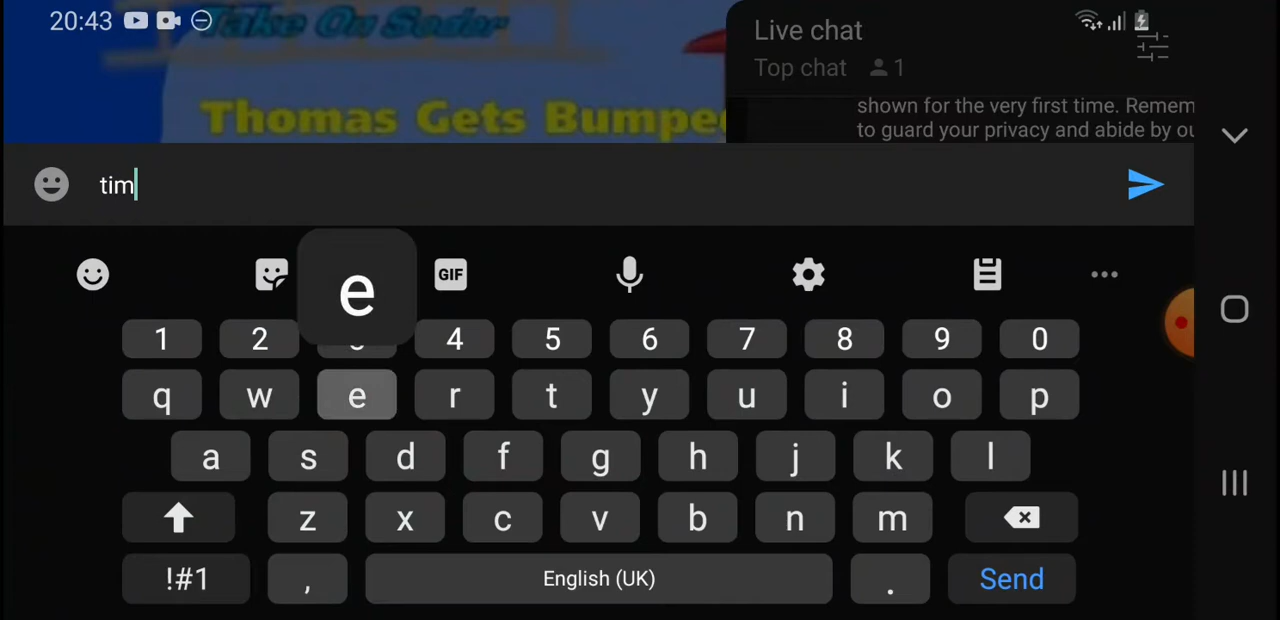 20:43
Take On Sodor
Thomas Gets Bumped
Live chat
Top chat 1
shown for the very first time. Remem
to guard your privacy and abide by ou
tim
e
GIF
1 2 4 5 6 7 8 9 0
q w e r t y u i o p
a s d f g h j k l
z x c v b n m
!#1 , English (UK) . Send